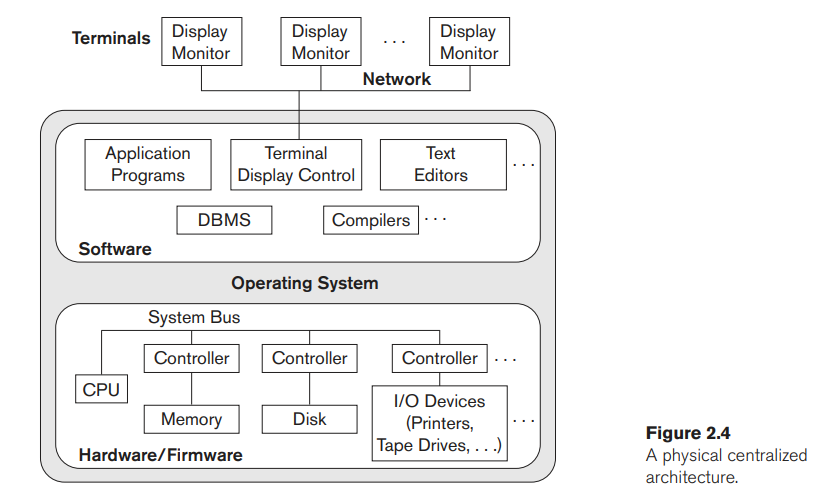 Terminals
Display
Monitor
Display
Monitor
. . .
Display
Monitor
Network
Application
Programs
Terminal
Display Control
Text
Editors
. . .
DBMS
Compilers
. . .
Software
Operating System
System Bus
Controller
Controller
Controller
. . .
CPU
Memory
Disk
I/O Devices
(Printers,
Tape Drives, . . .)
. . .
Hardware/Firmware
Figure 2.4
A physical centralized
architecture.